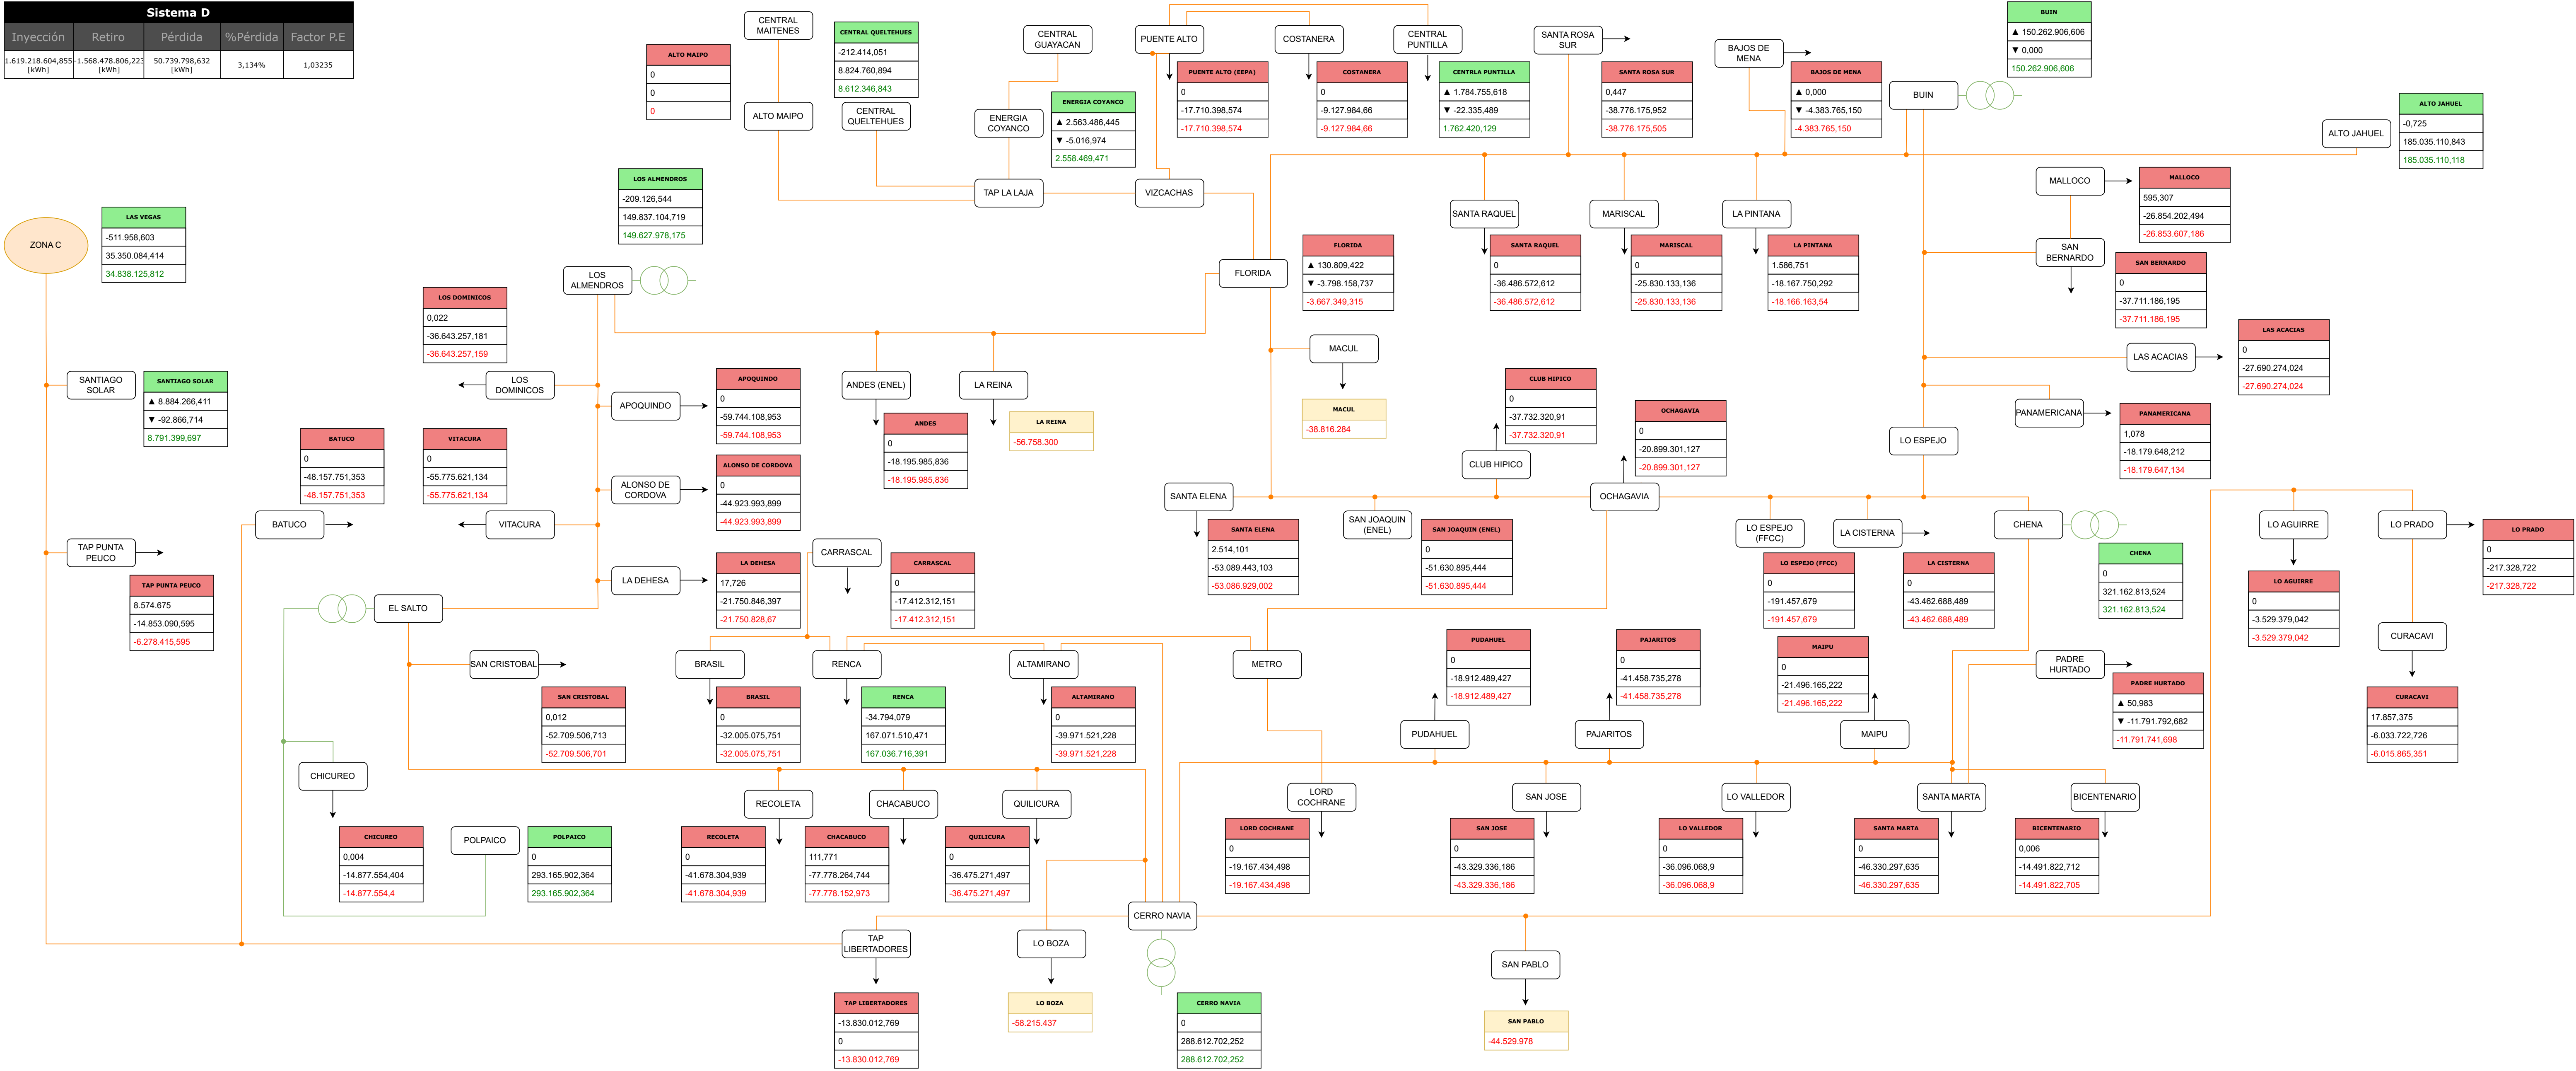 Sistema D
Inyección Retiro Pérdida %Pérdida Factor P.E
1.619.218.604,855 [kWh] -1.568.478.806,223 [kWh] 50.739.798,632 [kWh] 3,134% 1,03235
ZONA C
LAS VEGAS
-511.958,603
35.350.084,414
34.838.125,812
SANTIAGO SOLAR
SANTIAGO SOLAR
▲ 8.884.266,411
▼ -92.866,714
8.791.399,697
TAP PUNTA PEUCO
TAP PUNTA PEUCO
8.574.675
-14.853.090,595
-6.278.415,595
BATUCO
-48.157.751,353
0
-48.157.751,353
BATUCO
VITACURA
0
-55.775.621,134
-55.775.621,134
VITACURA
LOS DOMINICOS
0,022
-36.643.257,181
-36.643.257,159
LOS DOMINICOS
LOS ALMENDROS
-209.126,544
149.837.104,719
149.627.978,175
LOS ALMENDROS
ALTO MAIPO
0
0
0
CENTRAL MAITENES
ALTO MAIPO
CENTRAL QUELTEHUES
-212.414,051
8.824.760,894
8.612.346,843
CENTRAL QUELTEHUES
CENTRAL GUAYACAN
ENERGIA COYANCO
ENERGIA COYANCO
▲ 2.563.486,445
▼ -5.016,974
2.558.469,471
TAP LA LAJA
VIZCACHAS
PUENTE ALTO
PUENTE ALTO (EEPA)
0
-17.710.398,574
-17.710.398,574
COSTANERA
COSTANERA
0
-9.127.984,66
-9.127.984,66
CENTRAL PUNTILLA
CENTRLA PUNTILLA
▲ 1.784.755,618
▼ -22.335,489
1.762.420,129
SANTA ROSA SUR
SANTA ROSA SUR
0,447
-38.776.175,952
-38.776.175,505
BAJOS DE MENA
BAJOS DE MENA
▲ 0,000
▼ -4.383.765,150
-4.383.765,150
BUIN
BUIN
▲ 150.262.906,606
▼ 0,000
150.262.906,606
ALTO JAHUEL
ALTO JAHUEL
-0,725
185.035.110,843
185.035.110,118
MALLOCO
MALLOCO
595,307
-26.854.202,494
-26.853.607,186
SAN BERNARDO
SAN BERNARDO
0
-37.711.186,195
-37.711.186,195
LAS ACACIAS
LAS ACACIAS
0
-27.690.274,024
-27.690.274,024
PANAMERICANA
PANAMERICANA
1,078
-18.179.648,212
-18.179.647,134
LO ESPEJO
SANTA RAQUEL
SANTA RAQUEL
0
-36.486.572,612
-36.486.572,612
MARISCAL
MARISCAL
0
-25.830.133,136
-25.830.133,136
LA PINTANA
LA PINTANA
1.586,751
-18.167.750,292
-18.166.163,54
FLORIDA
FLORIDA
▲ 130.809,422
▼ -3.798.158,737
-3.667.349,315
MACUL
MACUL
-38.816.284
APOQUINDO
APOQUINDO
0
-59.744.108,953
-59.744.108,953
ALONSO DE CORDOVA
ALONSO DE CORDOVA
0
-44.923.993,899
-44.923.993,899
LA DEHESA
LA DEHESA
17,726
-21.750.846,397
-21.750.828,67
ANDES (ENEL)
ANDES
0
-18.195.985,836
-18.195.985,836
LA REINA
LA REINA
-56.758.300
CLUB HIPICO
0
-37.732.320,91
-37.732.320,91
CLUB HIPICO
OCHAGAVIA
0
-20.899.301,127
-20.899.301,127
OCHAGAVIA
SANTA ELENA
SANTA ELENA
2.514,101
-53.089.443,103
-53.086.929,002
SAN JOAQUIN (ENEL)
SAN JOAQUIN (ENEL)
0
-51.630.895,444
-51.630.895,444
LO ESPEJO (FFCC)
LO ESPEJO (FFCC)
0
-191.457,679
-191.457,679
LA CISTERNA
LA CISTERNA
0
-43.462.688,489
-43.462.688,489
CHENA
CHENA
0
321.162.813,524
321.162.813,524
LO AGUIRRE
LO AGUIRRE
0
-3.529.379,042
-3.529.379,042
LO PRADO
LO PRADO
0
-217.328,722
-217.328,722
CURACAVI
CURACAVI
17.857,375
-6.033.722,726
-6.015.865,351
EL SALTO
SAN CRISTOBAL
SAN CRISTOBAL
0,012
-52.709.506,713
-52.709.506,701
CARRASCAL
CARRASCAL
0
-17.412.312,151
-17.412.312,151
BRASIL
BRASIL
0
-32.005.075,751
-32.005.075,751
RENCA
RENCA
-34.794,079
167.071.510,471
167.036.716,391
ALTAMIRANO
ALTAMIRANO
0
-39.971.521,228
-39.971.521,228
METRO
PUDAHUEL
0
-18.912.489,427
-18.912.489,427
PUDAHUEL
PAJARITOS
0
-41.458.735,278
-41.458.735,278
PAJARITOS
MAIPU
0
-21.496.165,222
-21.496.165,222
MAIPU
PADRE HURTADO
PADRE HURTADO
▲ 50,983
▼ -11.791.792,682
-11.791.741,698
CHICUREO
CHICUREO
0,004
-14.877.554,404
-14.877.554,4
POLPAICO
POLPAICO
0
293.165.902,364
293.165.902,364
RECOLETA
RECOLETA
0
-41.678.304,939
-41.678.304,939
CHACABUCO
CHACABUCO
111,771
-77.778.264,744
-77.778.152,973
QUILICURA
QUILICURA
0
-36.475.271,497
-36.475.271,497
LORD COCHRANE
LORD COCHRANE
0
-19.167.434,498
-19.167.434,498
SAN JOSE
SAN JOSE
0
-43.329.336,186
-43.329.336,186
LO VALLEDOR
LO VALLEDOR
0
-36.096.068,9
-36.096.068,9
SANTA MARTA
SANTA MARTA
0
-46.330.297,635
-46.330.297,635
BICENTENARIO
BICENTENARIO
0,006
-14.491.822,712
-14.491.822,705
CERRO NAVIA
CERRO NAVIA
0
288.612.702,252
288.612.702,252
TAP LIBERTADORES
TAP LIBERTADORES
-13.830.012,769
0
-13.830.012,769
LO BOZA
LO BOZA
-58.215.437
SAN PABLO
SAN PABLO
-44.529.978